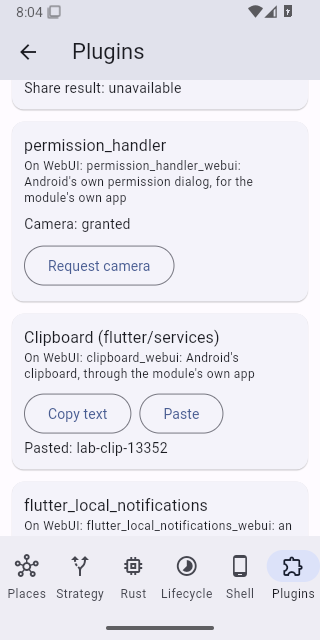 8:04
Plugins
Share result: unavailable
permission_handler
On WebUI: permission_handler_webui:
Android's own permission dialog, for the
module's own app
Camera: granted
Request camera
Clipboard (flutter/services)
On WebUI: clipboard_webui: Android's
clipboard, through the module's own app
Copy text Paste
Pasted: lab-clip-13352
flutter_local_notifications
On WebUI: flutter_local_notifications_webui: an
Places Strategy Rust Lifecycle Shell Plugins